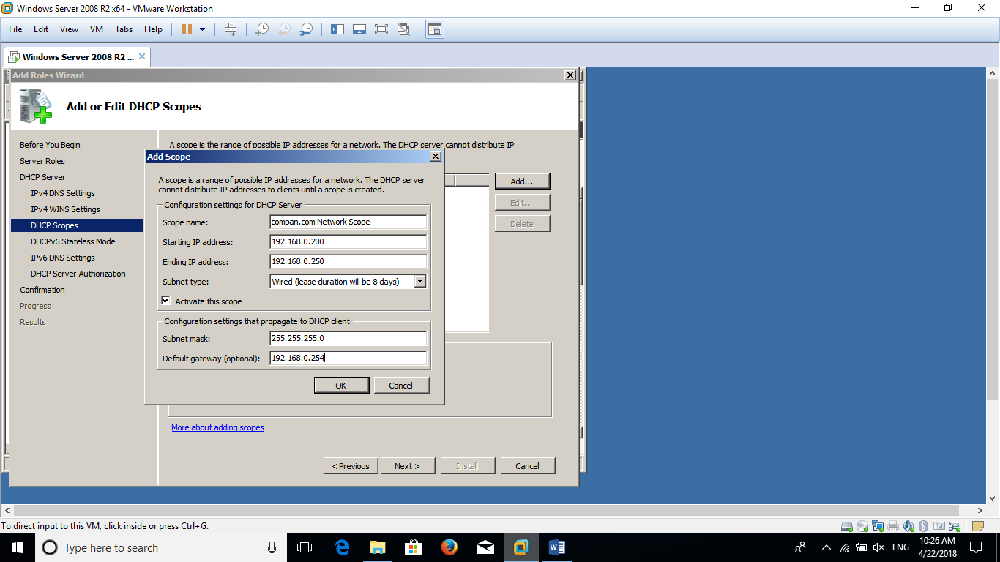 Windows Server 2008 R2 x64 - VMware Workstation
File Edit View VM Tabs Help
Windows Server 2008 R2 ...
Add Roles Wizard
Add or Edit DHCP Scopes
Before You Begin
Server Roles
DHCP Server
IPv4 DNS Settings
IPv4 WINS Settings
DHCP Scopes
DHCPv6 Stateless Mode
IPv6 DNS Settings
DHCP Server Authorization
Confirmation
Progress
Results
A scope is the range of possible IP addresses for a network. The DHCP server cannot distribute IP
Add...
Edit...
Delete
Add Scope
A scope is a range of possible IP addresses for a network. The DHCP server
cannot distribute IP addresses to clients until a scope is created.
Configuration settings for DHCP Server
Scope name: compan.com Network Scope
Starting IP address: 192.168.0.200
Ending IP address: 192.168.0.250
Subnet type: Wired (lease duration will be 8 days)
Activate this scope
Configuration settings that propagate to DHCP client
Subnet mask: 255.255.255.0
Default gateway (optional): 192.168.0.254
OK Cancel
More about adding scopes
< Previous Next > Install Cancel
To direct input to this VM, click inside or press Ctrl+G.
Type here to search
ENG
10:26 AM
4/22/2018